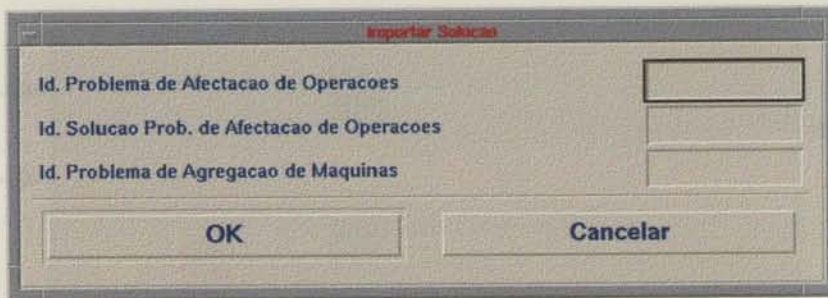 Importar Solucao
Id. Problema de Afectacao de Operacoes
Id. Solucao Prob. de Afectacao de Operacoes
Id. Problema de Agregacao de Maquinas
OK Cancelar